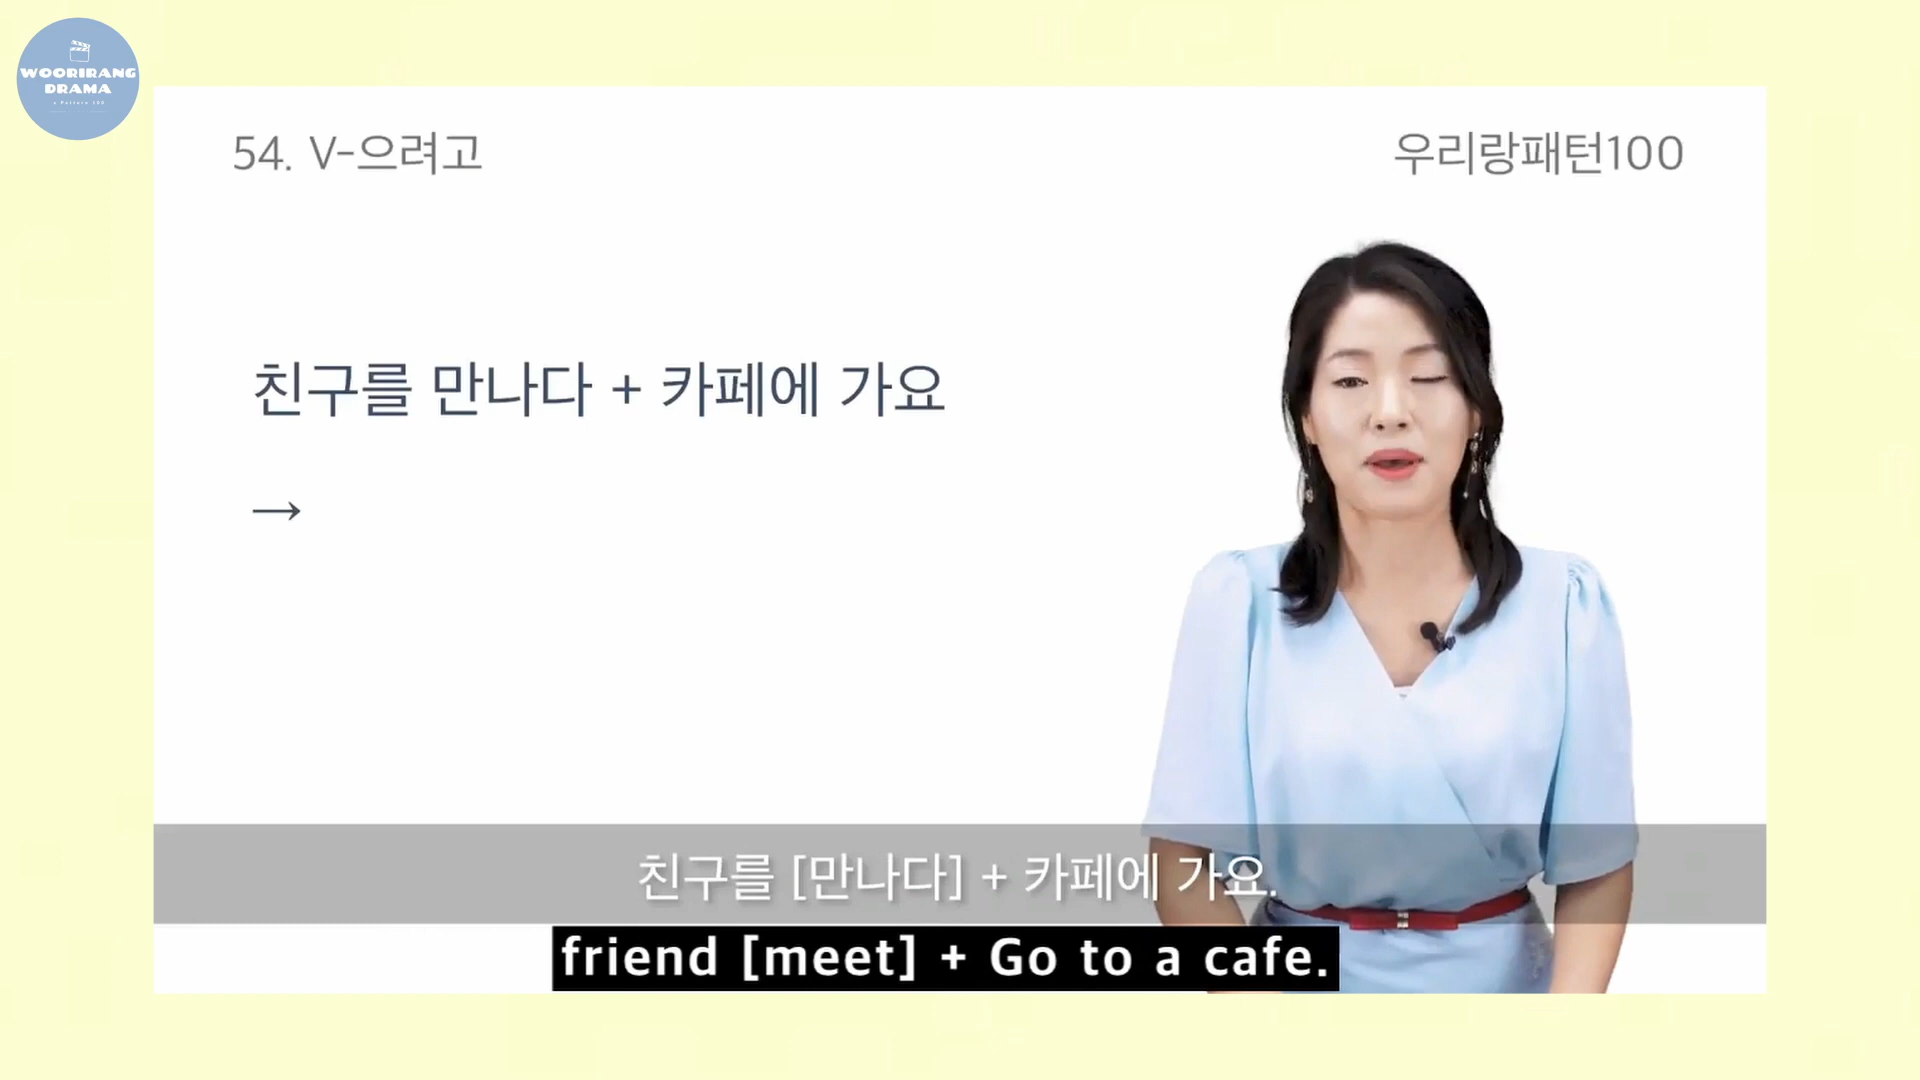 WOORIRANG
DRAMA
54. V-으려고
우리랑패턴100
친구를 만나다 + 카페에 가요
→
친구를 [만나다] + 카페에 가요.
friend [meet] + Go to a cafe.